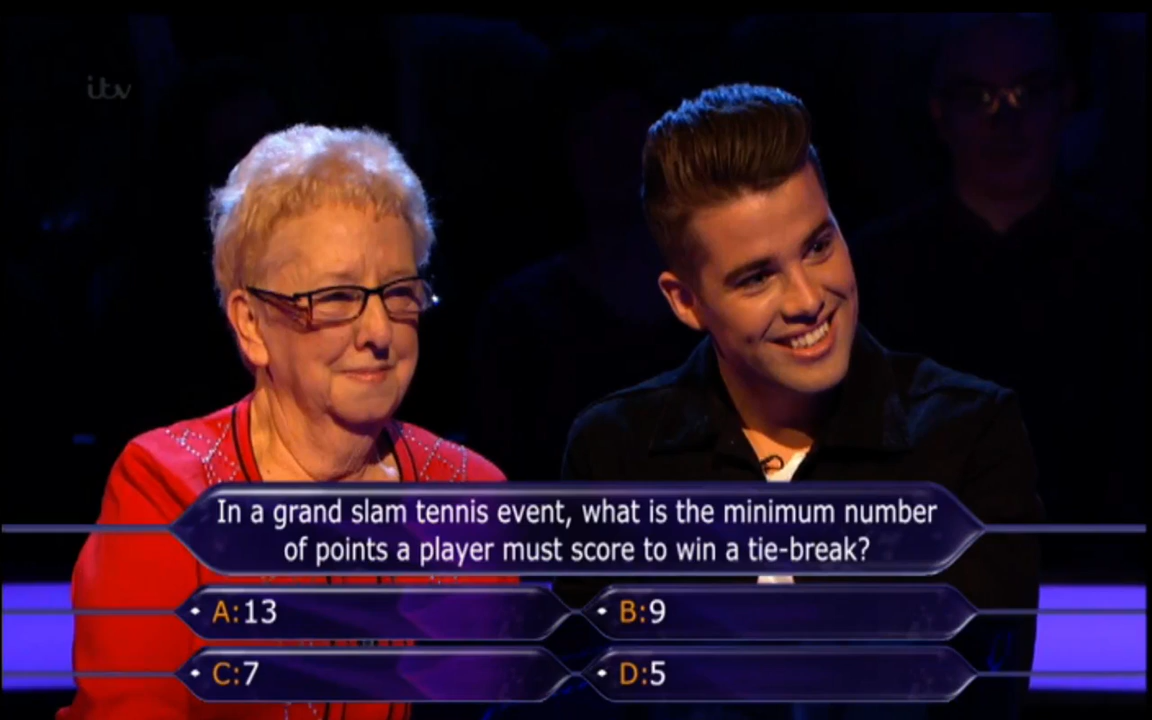 itv
In a grand slam tennis event, what is the minimum number
of points a player must score to win a tie-break?
A:13
B:9
C:7
D:5